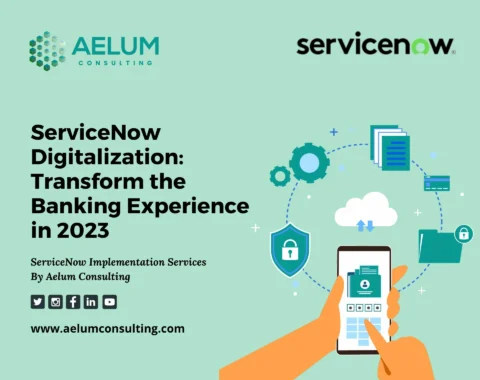 AELUM
CONSULTING
servicenow
ServiceNow
Digitalization:
Transform the
Banking Experience
in 2023
ServiceNow Implementation Services
By Aelum Consulting
www.aelumconsulting.com